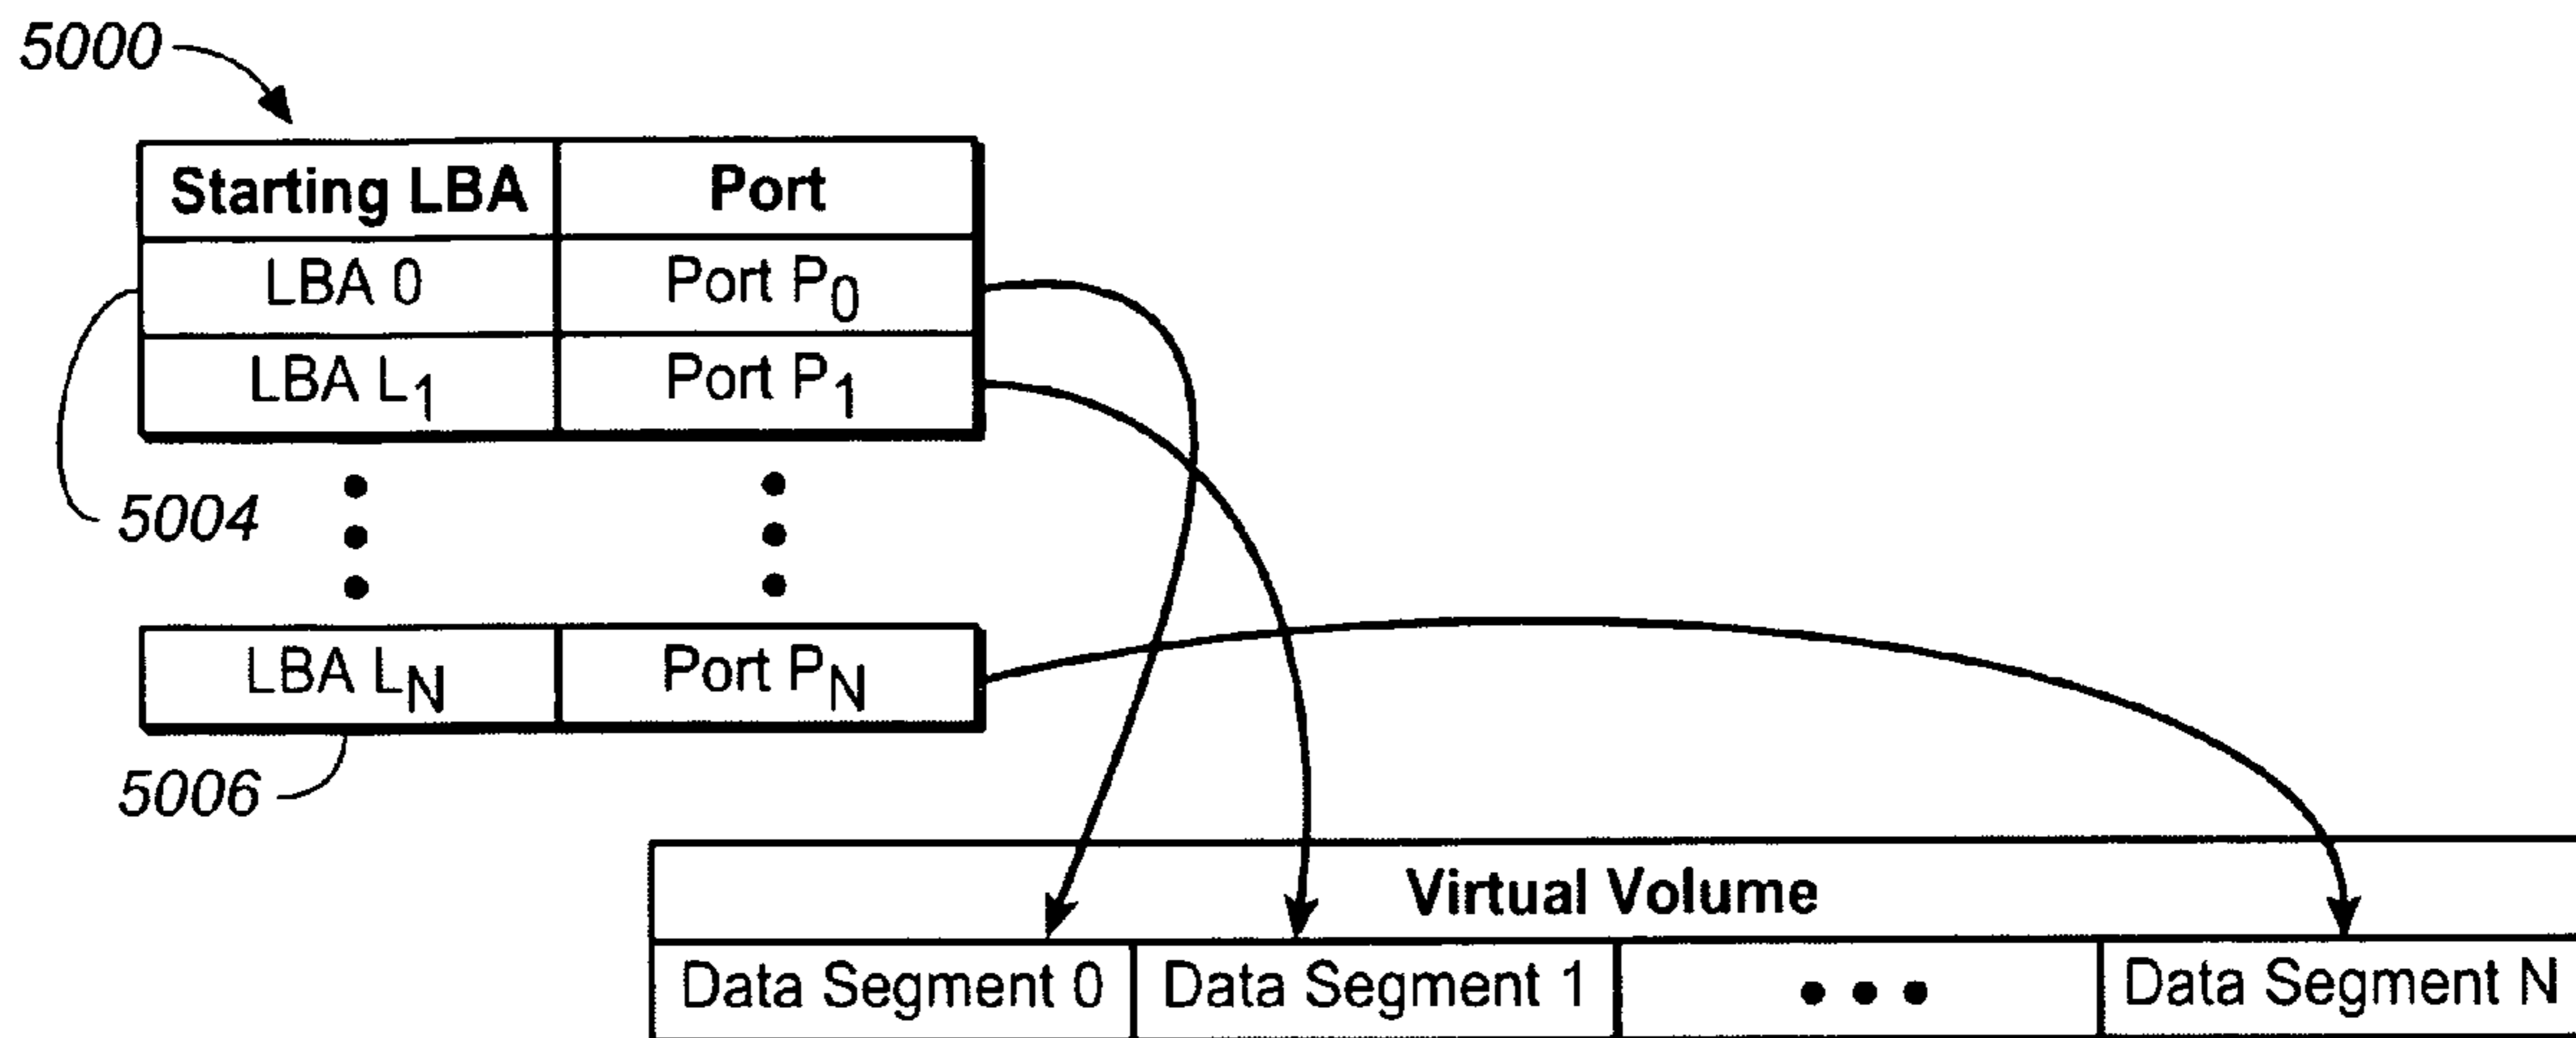 5000
Starting LBA Port
LBA 0 Port P0
LBA L1 Port P1
5004
LBA LN Port PN
5006
Virtual Volume
Data Segment 0 Data Segment 1 ••• Data Segment N